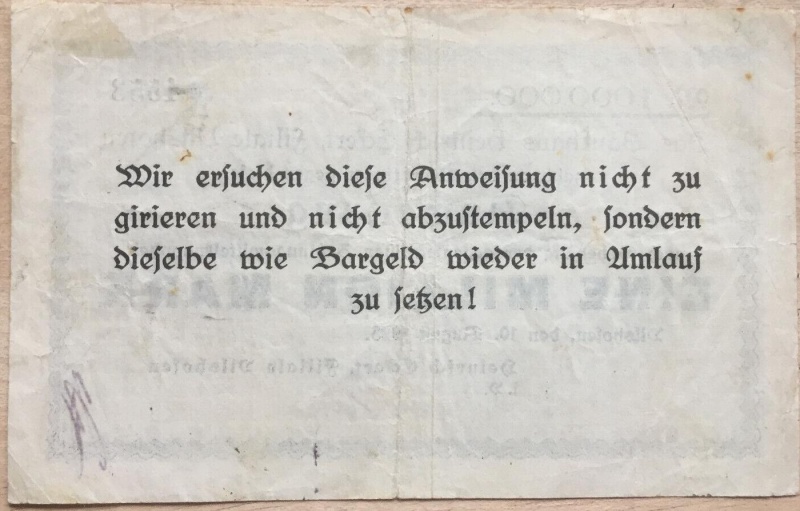 Wir ersuchen diese Anweisung nicht zu
girieren und nicht abzustempeln, sondern
dieselbe wie Bargeld wieder in Umlauf
zu setzen!